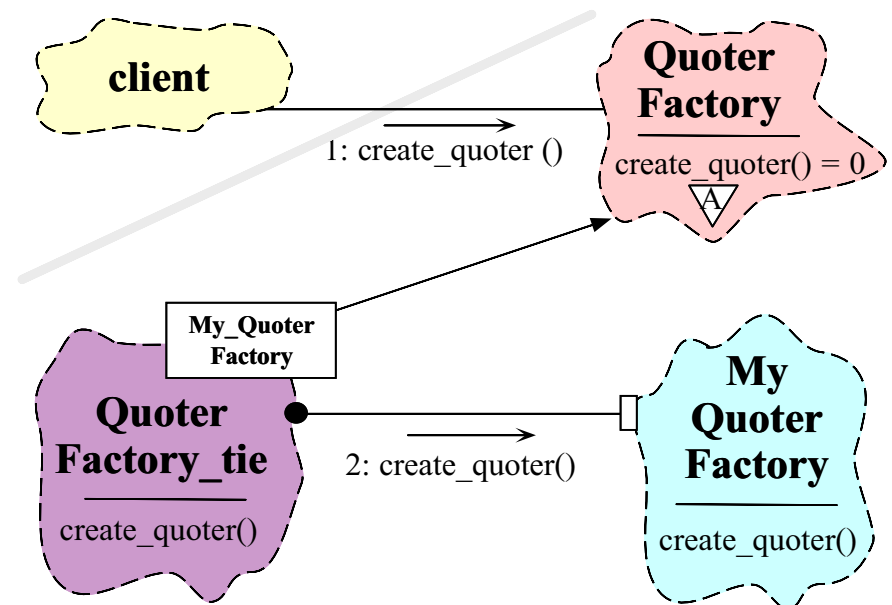 client
Quoter
Factory
1: create_quoter ()
create_quoter() = 0
A
My_Quoter
Factory
Quoter
Factory_tie
create_quoter()
2: create_quoter()
My
Quoter
Factory
create_quoter()